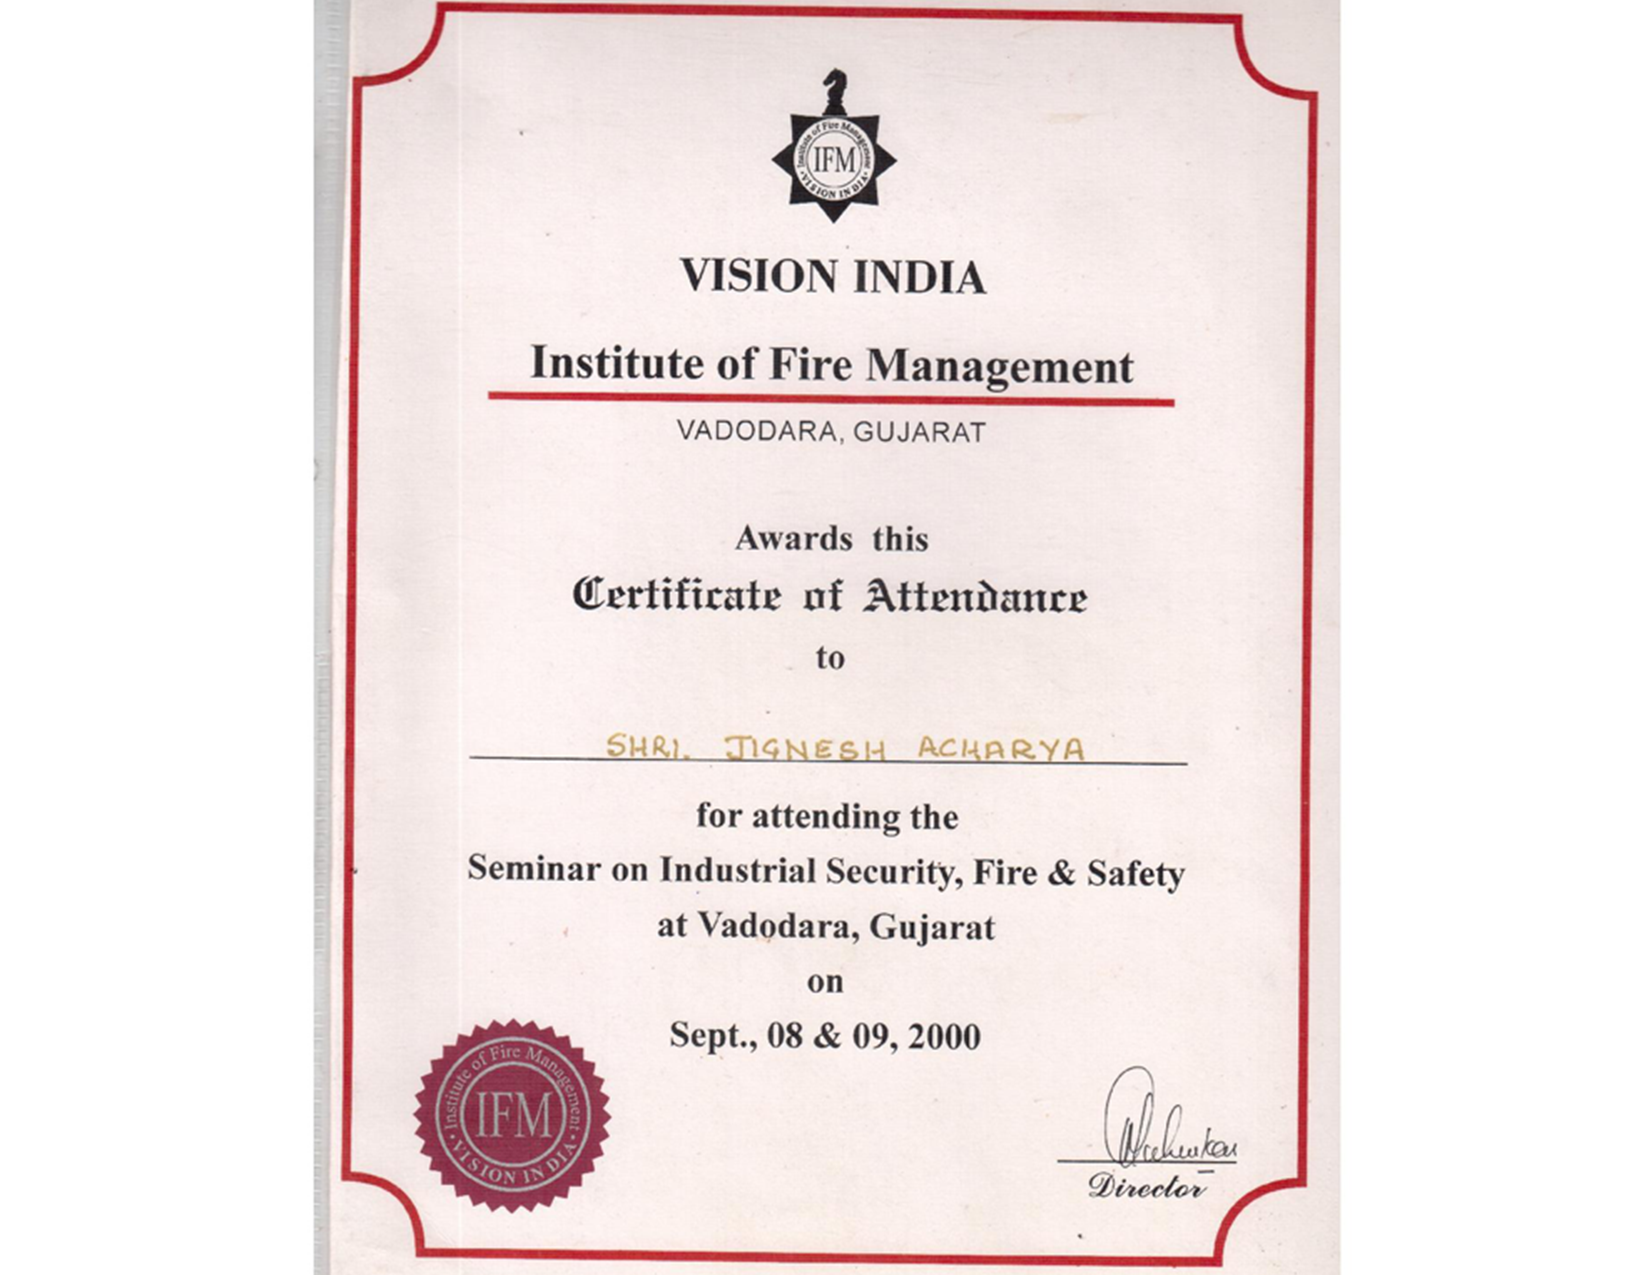 Institute of Fire Management
IFM
VISION INDIA
VISION INDIA
Institute of Fire Management
VADODARA, GUJARAT
Awards this
Certificate of Attendance
to
SHRI. JIGNESH ACHARYA
for attending the
Seminar on Industrial Security, Fire & Safety
at Vadodara, Gujarat
on
Sept., 08 & 09, 2000
Institute of Fire Management
IFM
VISION INDIA
Director